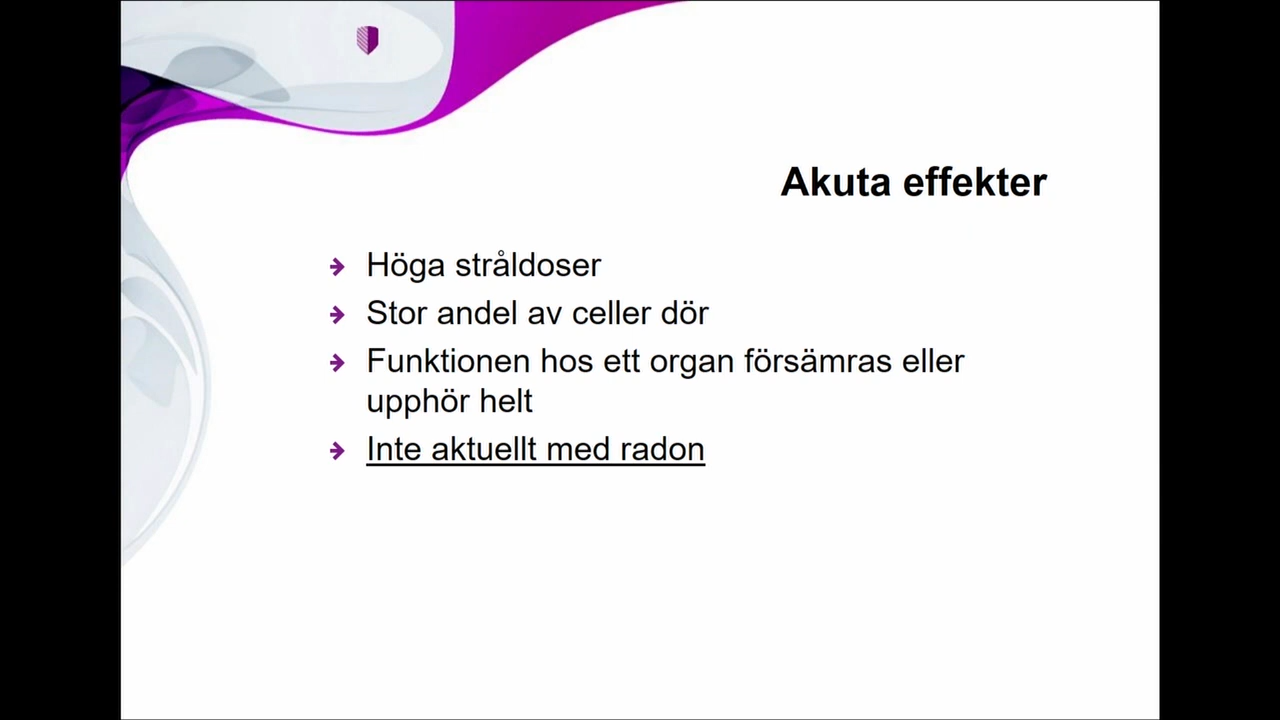 Akuta effekter
Höga stråldoser
Stor andel av celler dör
Funktionen hos ett organ försämras eller
upphör helt
Inte aktuellt med radon